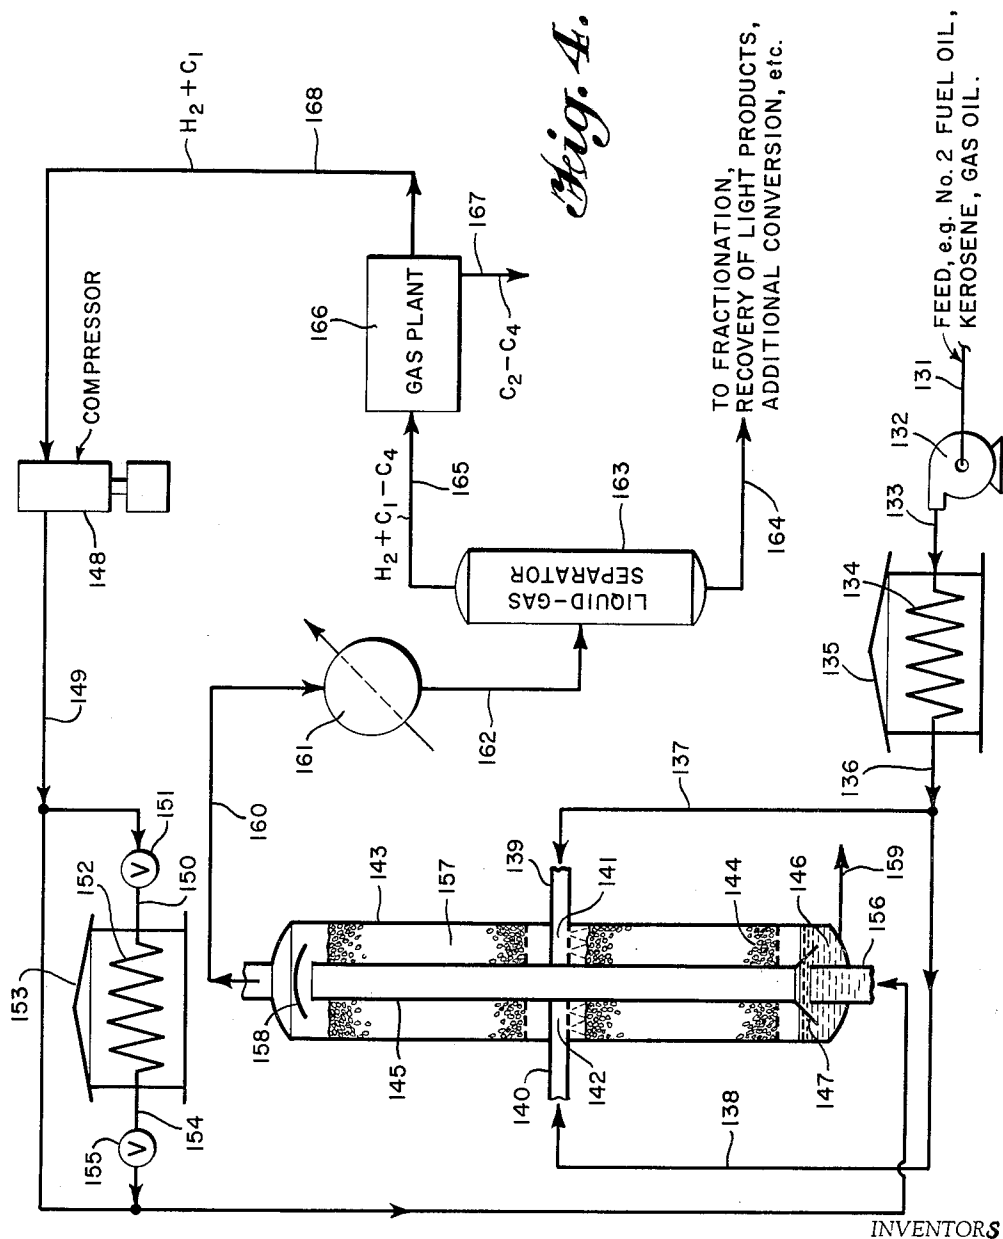 Fig. 4.
H2 + C1
168
COMPRESSOR
148
149
153
152
151
V
150
154
155
V
160
161
162
166
GAS PLANT
167
C2-C4
H2 + C1-C4
165
163
LIQUID-GAS
SEPARATOR
164
TO FRACTIONATION,
RECOVERY OF LIGHT PRODUCTS,
ADDITIONAL CONVERSION, etc.
FEED, e.g. No. 2 FUEL OIL,
KEROSENE, GAS OIL.
131
132
133
134
135
136
137
138
139
140
141
142
143
157
144
146
159
156
158
145
147
INVENTORS